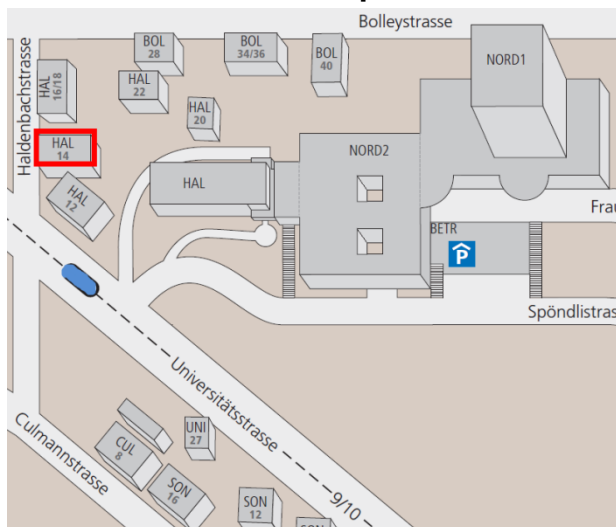 Bolleystrasse
Haldenbachstrasse
BOL
28
BOL
34/36
BOL
40
NORD1
HAL
16/18
HAL
22
HAL
20
HAL
14
NORD2
HAL
HAL
12
Frau
BETR
P
Spöndlistras
Universitätsstrasse
Culmannstrasse
UNI
27
CUL
8
SON
16
SON
12
9/10